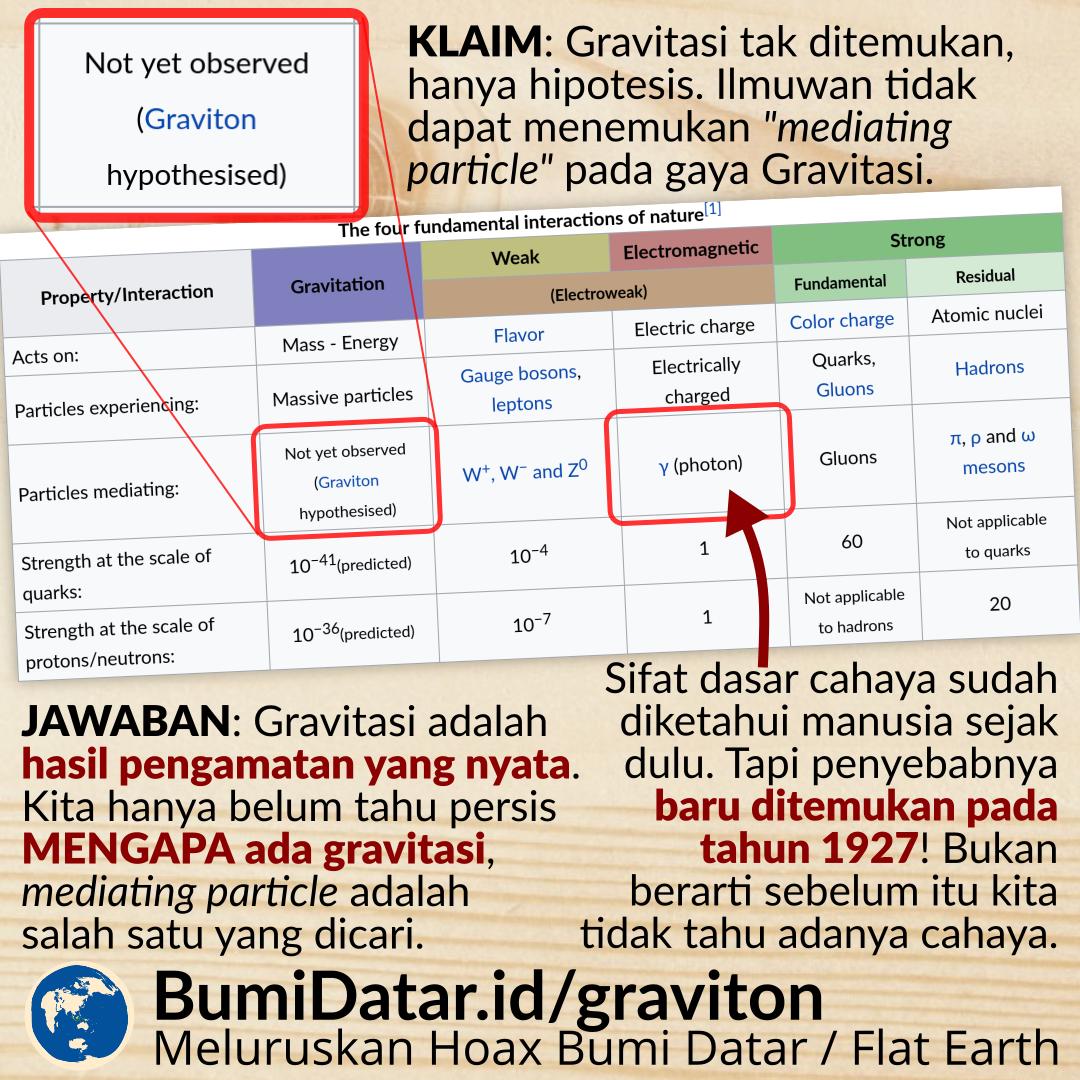 Not yet observed
(Graviton
hypothesised)
KLAIM: Gravitasi tak ditemukan,
hanya hipotesis. Ilmuwan tidak
dapat menemukan "mediating
particle" pada gaya Gravitasi.
The four fundamental interactions of nature[1]
Property/Interaction
Gravitation
Weak
Electromagnetic
Strong
(Electroweak)
Fundamental
Residual
Acts on:
Mass - Energy
Flavor
Electric charge
Color charge
Atomic nuclei
Particles experiencing:
Massive particles
Gauge bosons,
leptons
Electrically
charged
Quarks,
Gluons
Hadrons
Particles mediating:
Not yet observed
(Graviton
hypothesised)
W⁺, W⁻ and Z⁰
γ (photon)
Gluons
π, ρ and ω
mesons
Strength at the scale of
quarks:
10⁻⁴¹(predicted)
10⁻⁴
1
60
Not applicable
to quarks
Strength at the scale of
protons/neutrons:
10⁻³⁶(predicted)
10⁻⁷
1
Not applicable
to hadrons
20
JAWABAN: Gravitasi adalah
hasil pengamatan yang nyata.
Kita hanya belum tahu persis
MENGAPA ada gravitasi,
mediating particle adalah
salah satu yang dicari.
Sifat dasar cahaya sudah
diketahui manusia sejak
dulu. Tapi penyebabnya
baru ditemukan pada
tahun 1927! Bukan
berarti sebelum itu kita
tidak tahu adanya cahaya.
BumiDatar.id/graviton
Meluruskan Hoax Bumi Datar / Flat Earth